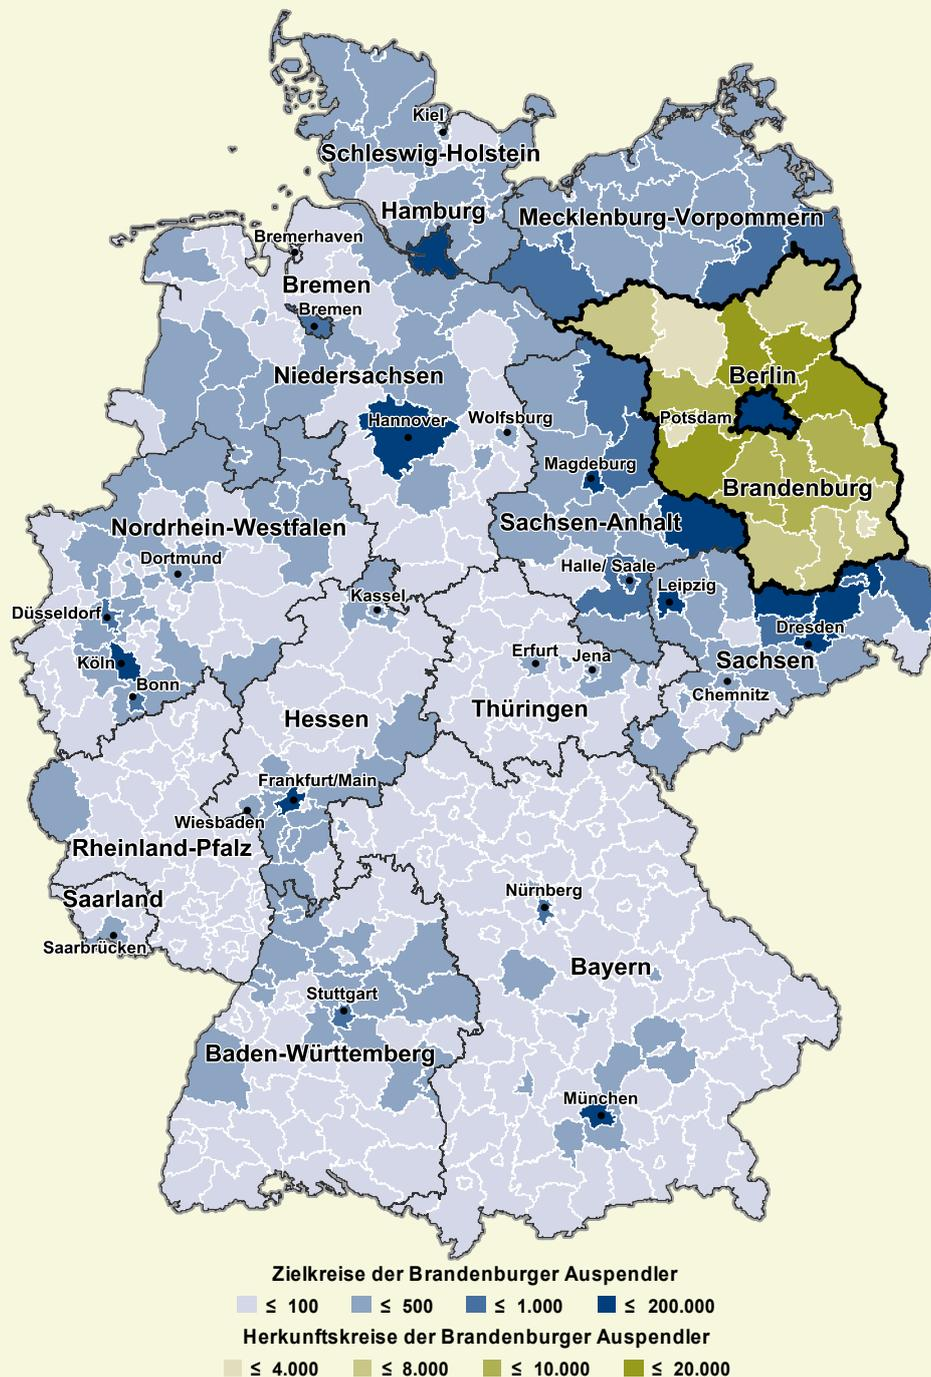 Kiel
Schleswig-Holstein
Hamburg
Mecklenburg-Vorpommern
Bremerhaven
Bremen
Bremen
Niedersachsen
Berlin
Hannover
Wolfsburg
Potsdam
Magdeburg
Brandenburg
Nordrhein-Westfalen
Sachsen-Anhalt
Dortmund
Halle/ Saale
Leipzig
Kassel
Düsseldorf
Dresden
Köln
Erfurt
Jena
Sachsen
Bonn
Chemnitz
Hessen
Thüringen
Frankfurt/Main
Wiesbaden
Rheinland-Pfalz
Nürnberg
Saarland
Saarbrücken
Bayern
Stuttgart
Baden-Württemberg
München
Zielkreise der Brandenburger Auspendler
≤ 100 ≤ 500 ≤ 1.000 ≤ 200.000
Herkunftskreise der Brandenburger Auspendler
≤ 4.000 ≤ 8.000 ≤ 10.000 ≤ 20.000